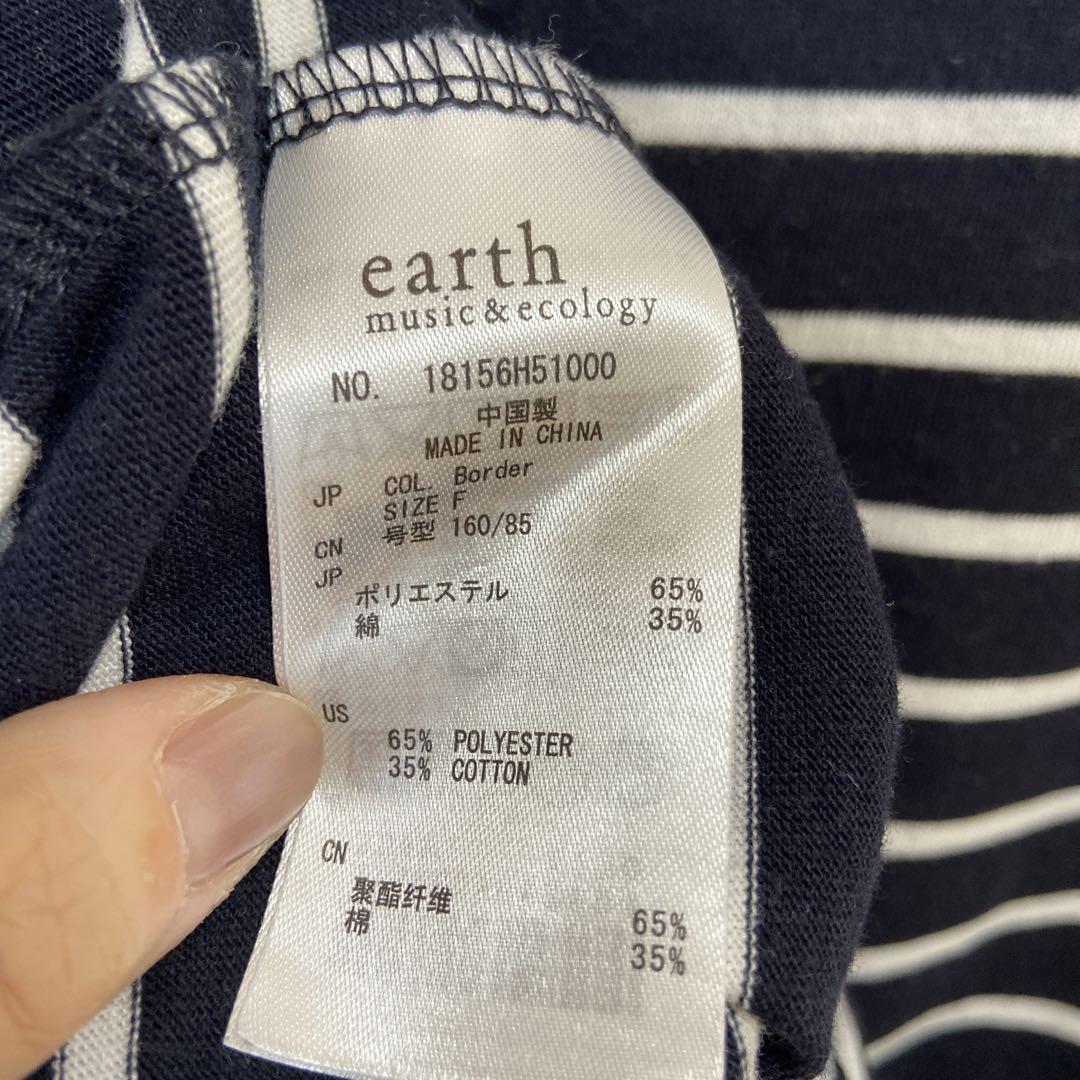 earth
music&ecology
NO. 18156H51000
中国製
MADE IN CHINA
JP COL. Border
SIZE F
CN 号型 160/85
JP
ポリエステル 65%
綿 35%
US
65% POLYESTER
35% COTTON
CN
聚酯纤维 65%
棉 35%